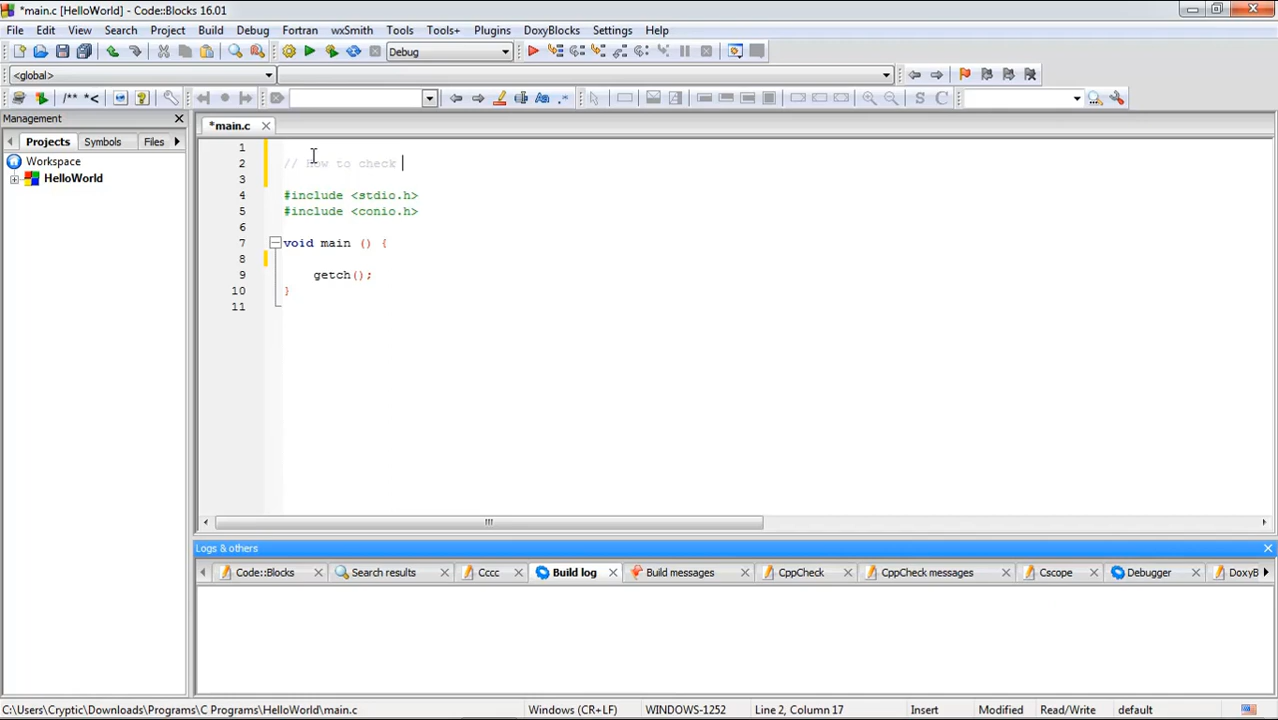 *main.c [HelloWorld] - Code::Blocks 16.01
File Edit View Search Project Build Debug Fortran wxSmith Tools Tools+ Plugins DoxyBlocks Settings Help
Debug
<global>
/** *<
S C
Management
*main.c
Projects Symbols Files
Workspace
HelloWorld
1
2 // How to check
3
4 #include <stdio.h>
5 #include <conio.h>
6
7 void main () {
8
9 getch();
10 }
11
Logs & others
Code::Blocks Search results Cccc Build log Build messages CppCheck CppCheck messages Cscope Debugger DoxyB
C:\Users\Cryptic\Downloads\Programs\C Programs\HelloWorld\main.c Windows (CR+LF) WINDOWS-1252 Line 2, Column 17 Insert Modified Read/Write default